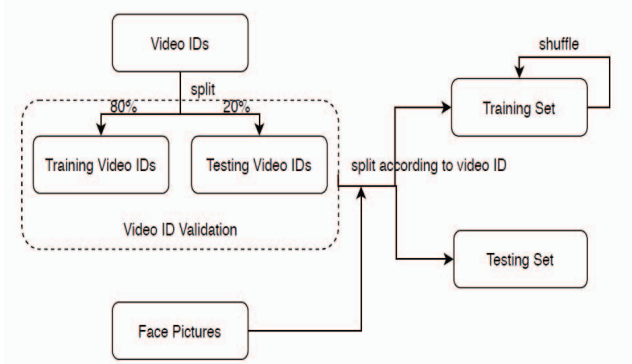 Video IDs
shuffle
split
80%
20%
Training Set
Training Video IDs
Testing Video IDs
split according to video ID
Video ID Validation
Testing Set
Face Pictures